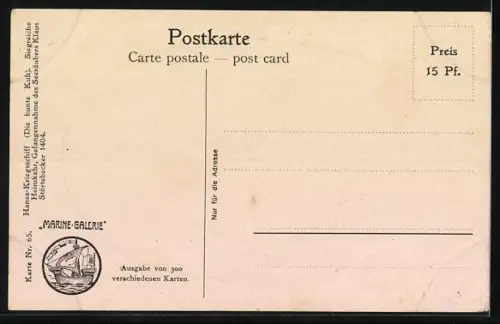 Postkarte
Carte postale — post card
Preis
15 Pf.
Karte Nr. 65. Hansa-Kriegsschiff (Die bunte Kuh), Siegreiche
Heimkehr, Gefangennahme des Seeräubers Klaus
Störtebecker 1404.
„MARINE-GALERIE“
Ausgabe von 300
verschiedenen Karten.
Nur für die Adresse